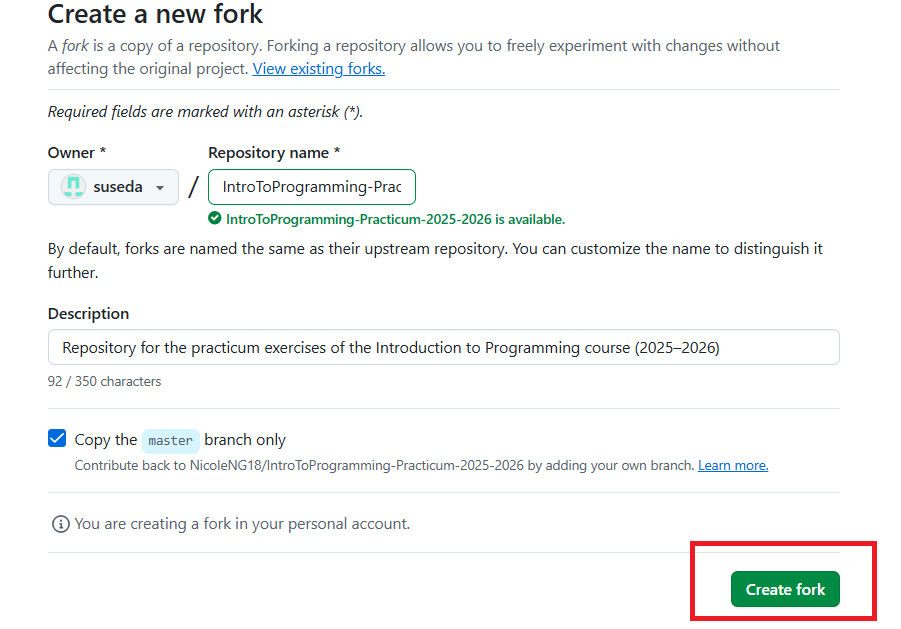 Create a new fork
A fork is a copy of a repository. Forking a repository allows you to freely experiment with changes without
affecting the original project. View existing forks.
Required fields are marked with an asterisk (*).
Owner * Repository name *
suseda / IntroToProgramming-Prac
IntroToProgramming-Practicum-2025-2026 is available.
By default, forks are named the same as their upstream repository. You can customize the name to distinguish it
further.
Description
Repository for the practicum exercises of the Introduction to Programming course (2025–2026)
92 / 350 characters
Copy the master branch only
Contribute back to NicoleNG18/IntroToProgramming-Practicum-2025-2026 by adding your own branch. Learn more.
You are creating a fork in your personal account.
Create fork